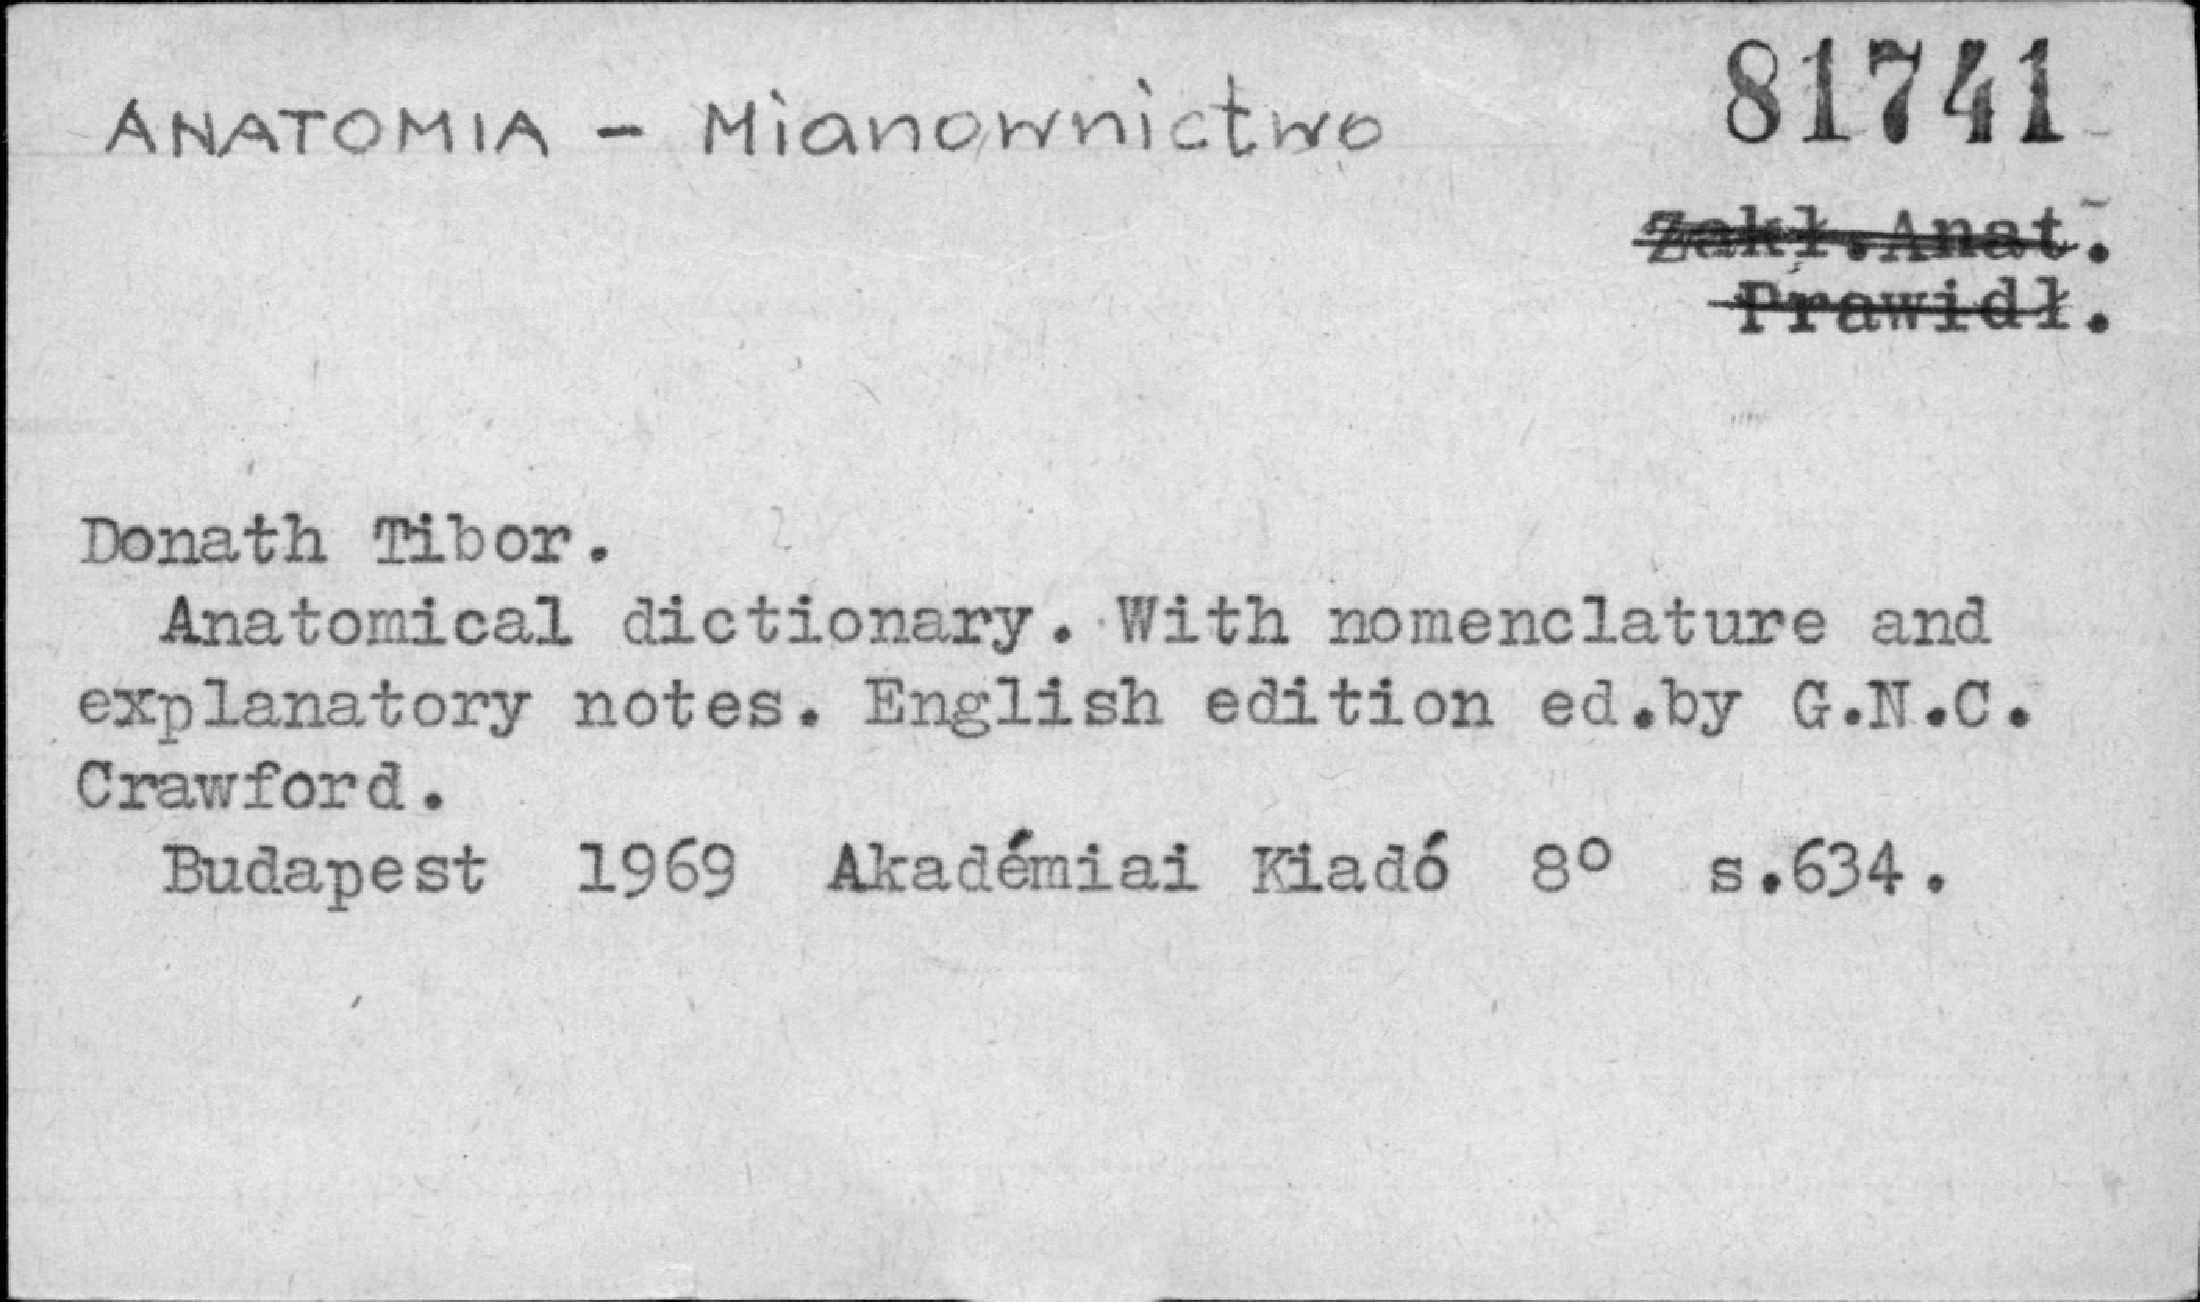 ANATOMIA - Mianownictwo
81741
Zakł.Anat.
Prawidł.
Donath Tibor.
Anatomical dictionary. With nomenclature and
explanatory notes. English edition ed.by G.N.C.
Crawford.
Budapest 1969 Akadémiai Kiadó 8° s.634.